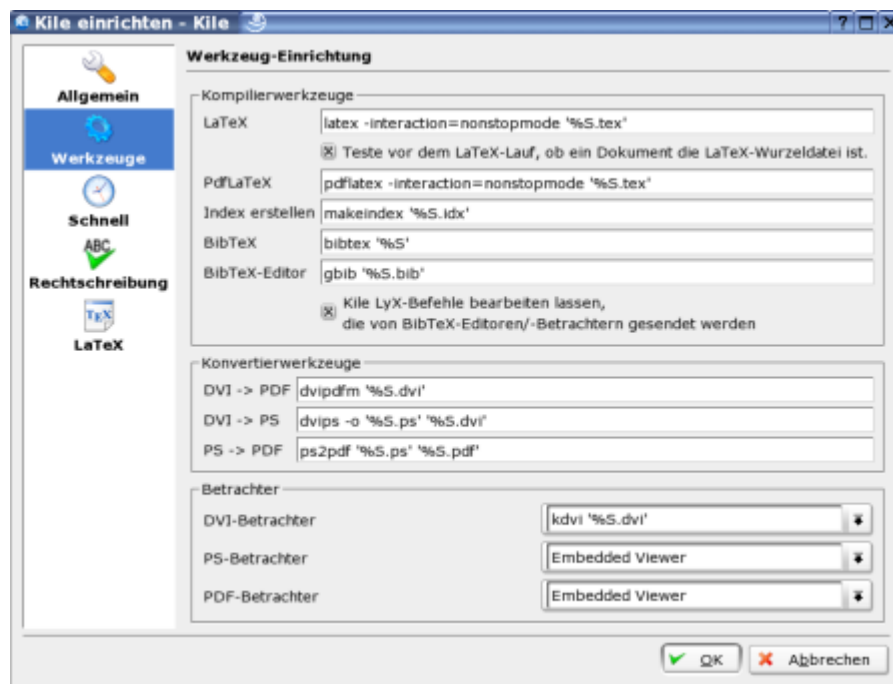 Kile einrichten - Kile
Allgemein
Werkzeuge
Schnell
ABC
Rechtschreibung
TEX
LaTeX
Werkzeug-Einrichtung
Kompilierwerkzeuge
LaTeX latex -interaction=nonstopmode '%S.tex'
Teste vor dem LaTeX-Lauf, ob ein Dokument die LaTeX-Wurzeldatei ist.
PdfLaTeX pdflatex -interaction=nonstopmode '%S.tex'
Index erstellen makeindex '%S.idx'
BibTeX bibtex '%S'
BibTeX-Editor gbib '%S.bib'
Kile LyX-Befehle bearbeiten lassen,
die von BibTeX-Editoren/-Betrachtern gesendet werden
Konvertierwerkzeuge
DVI -> PDF dvipdfm '%S.dvi'
DVI -> PS dvips -o '%S.ps' '%S.dvi'
PS -> PDF ps2pdf '%S.ps' '%S.pdf'
Betrachter
DVI-Betrachter kdvi '%S.dvi'
PS-Betrachter Embedded Viewer
PDF-Betrachter Embedded Viewer
OK Abbrechen